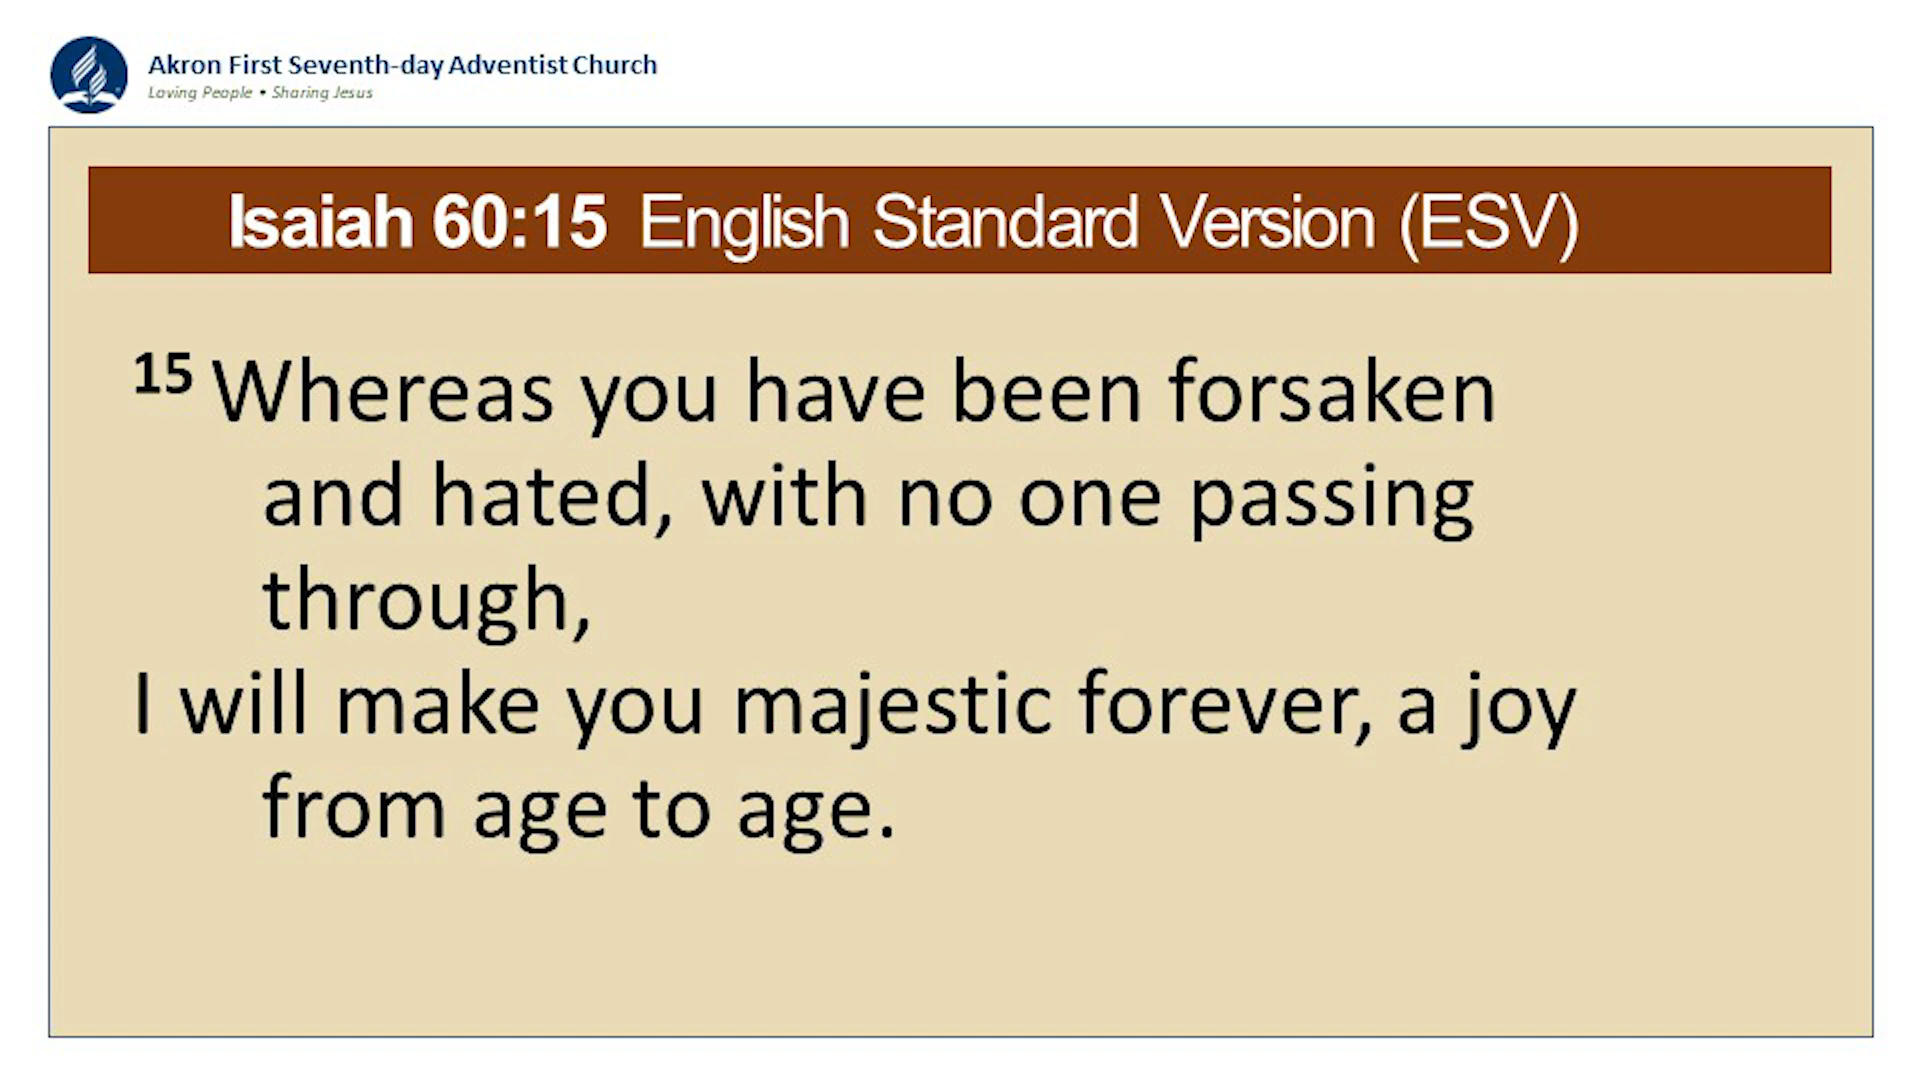 Akron First Seventh-day Adventist Church
Loving People • Sharing Jesus
Isaiah 60:15 English Standard Version (ESV)
15 Whereas you have been forsaken
and hated, with no one passing
through,
I will make you majestic forever, a joy
from age to age.